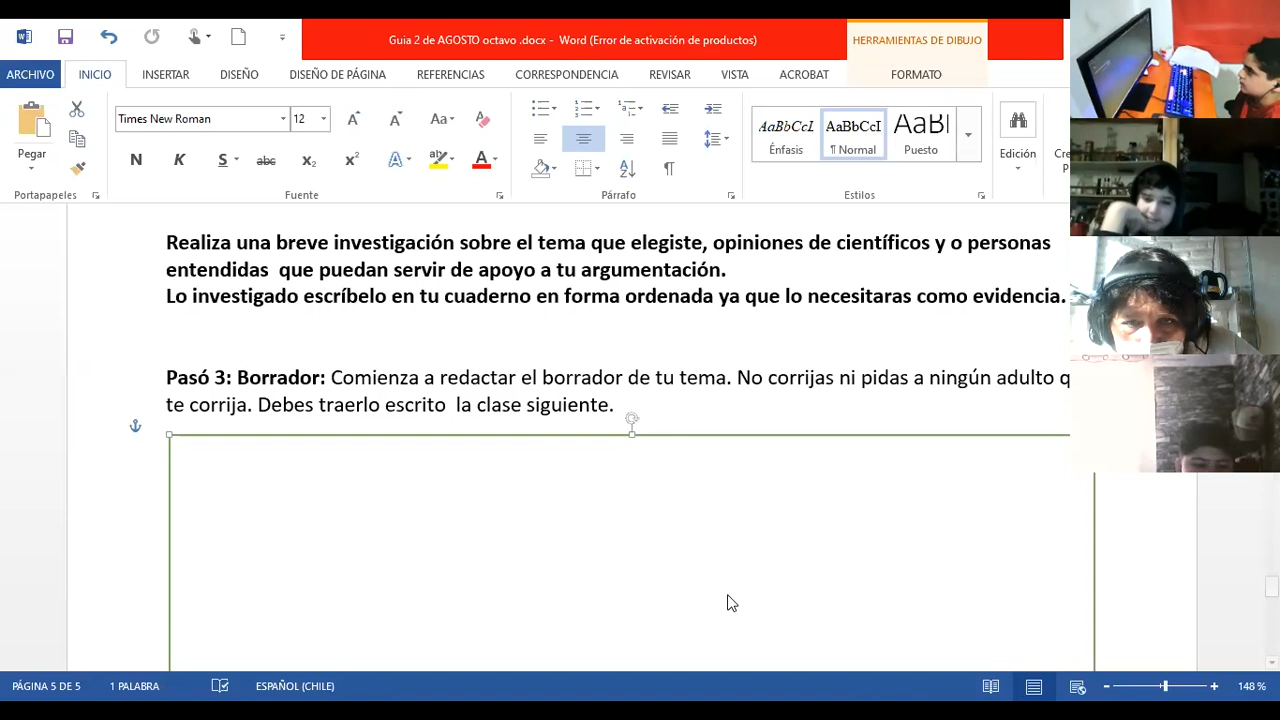 Guia 2 de AGOSTO octavo .docx - Word (Error de activación de productos)
HERRAMIENTAS DE DIBUJO
ARCHIVO INICIO INSERTAR DISEÑO DISEÑO DE PÁGINA REFERENCIAS CORRESPONDENCIA REVISAR VISTA ACROBAT FORMATO
Times New Roman 12
Pegar
N K S abc x₂ x² A A Aa
AaBbCcI AaBbCcI AaBl
Énfasis ¶ Normal Puesto
Edición
Portapapeles Fuente Párrafo Estilos
Realiza una breve investigación sobre el tema que elegiste, opiniones de científicos y o personas
entendidas que puedan servir de apoyo a tu argumentación.
Lo investigado escríbelo en tu cuaderno en forma ordenada ya que lo necesitaras como evidencia.
Pasó 3: Borrador: Comienza a redactar el borrador de tu tema. No corrijas ni pidas a ningún adulto q
te corrija. Debes traerlo escrito la clase siguiente.
PÁGINA 5 DE 5 1 PALABRA ESPAÑOL (CHILE) 148 %